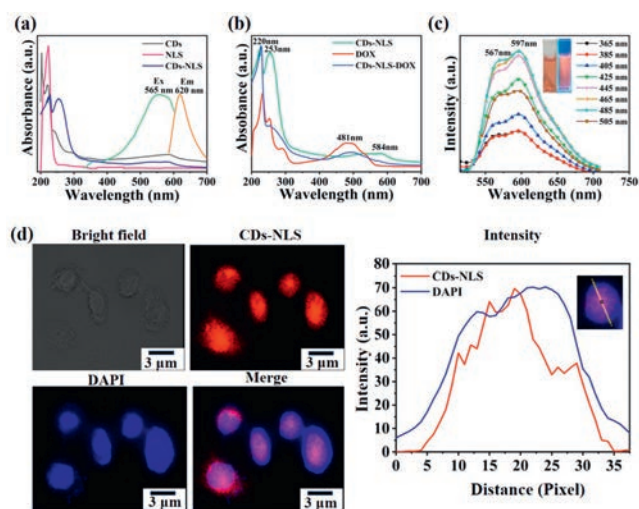 (a)
Absorbance (a.u.)
CDs
NLS
CDs-NLS
Ex
565 nm
Em
620 nm
200 300 400 500 600 700
Wavelength (nm)
(b)
Absorbance (a.u.)
220nm
253nm
CDs-NLS
DOX
CDs-NLS-DOX
481nm
584nm
200 300 400 500 600 700
Wavelength (nm)
(c)
Intensity (a.u.)
567nm
597nm
365 nm
385 nm
405 nm
425 nm
445 nm
465 nm
485 nm
505 nm
550 600 650 700 750
Wavelength (nm)
(d)
Bright field
3 μm
CDs-NLS
3 μm
DAPI
3 μm
Merge
3 μm
Intensity
CDs-NLS
DAPI
Intensity (a.u.)
80
70
60
50
40
30
20
10
0
0 5 10 15 20 25 30 35
Distance (Pixel)